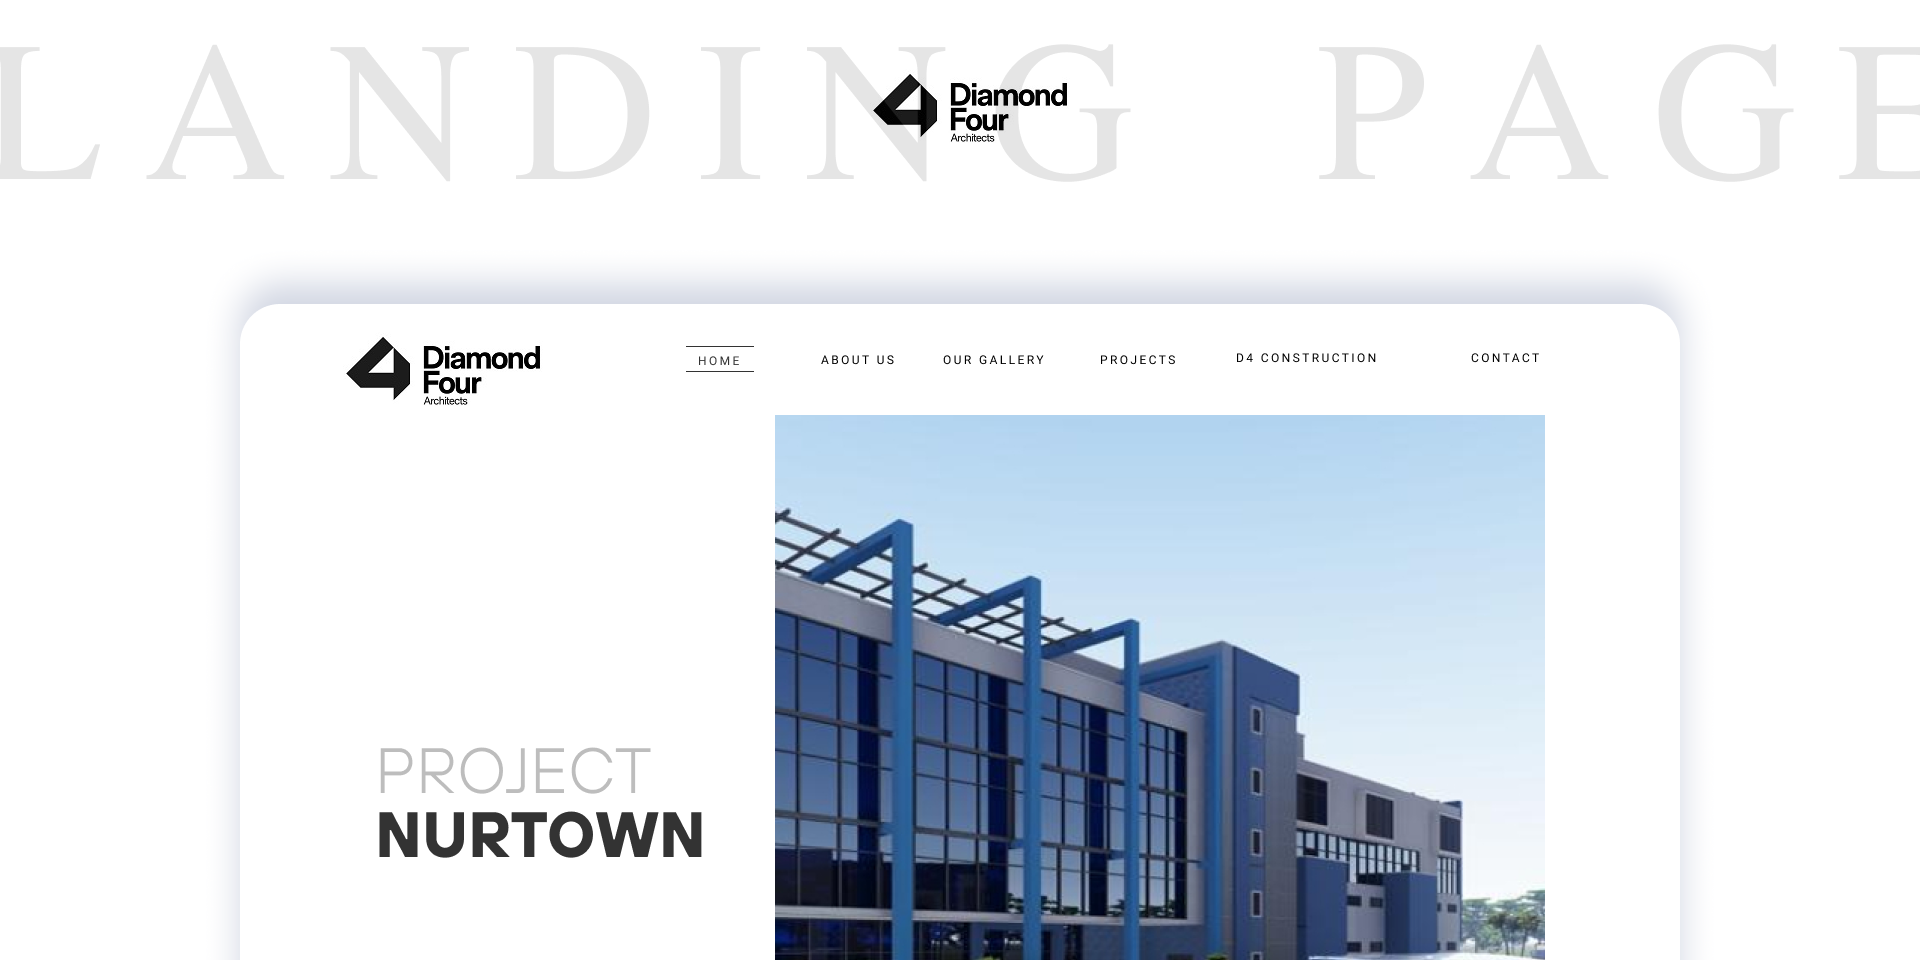 LANDING PAGE
Diamond
Four
Architects
Diamond
Four
Architects
HOME ABOUT US OUR GALLERY PROJECTS D4 CONSTRUCTION CONTACT
PROJECT
NURTOWN